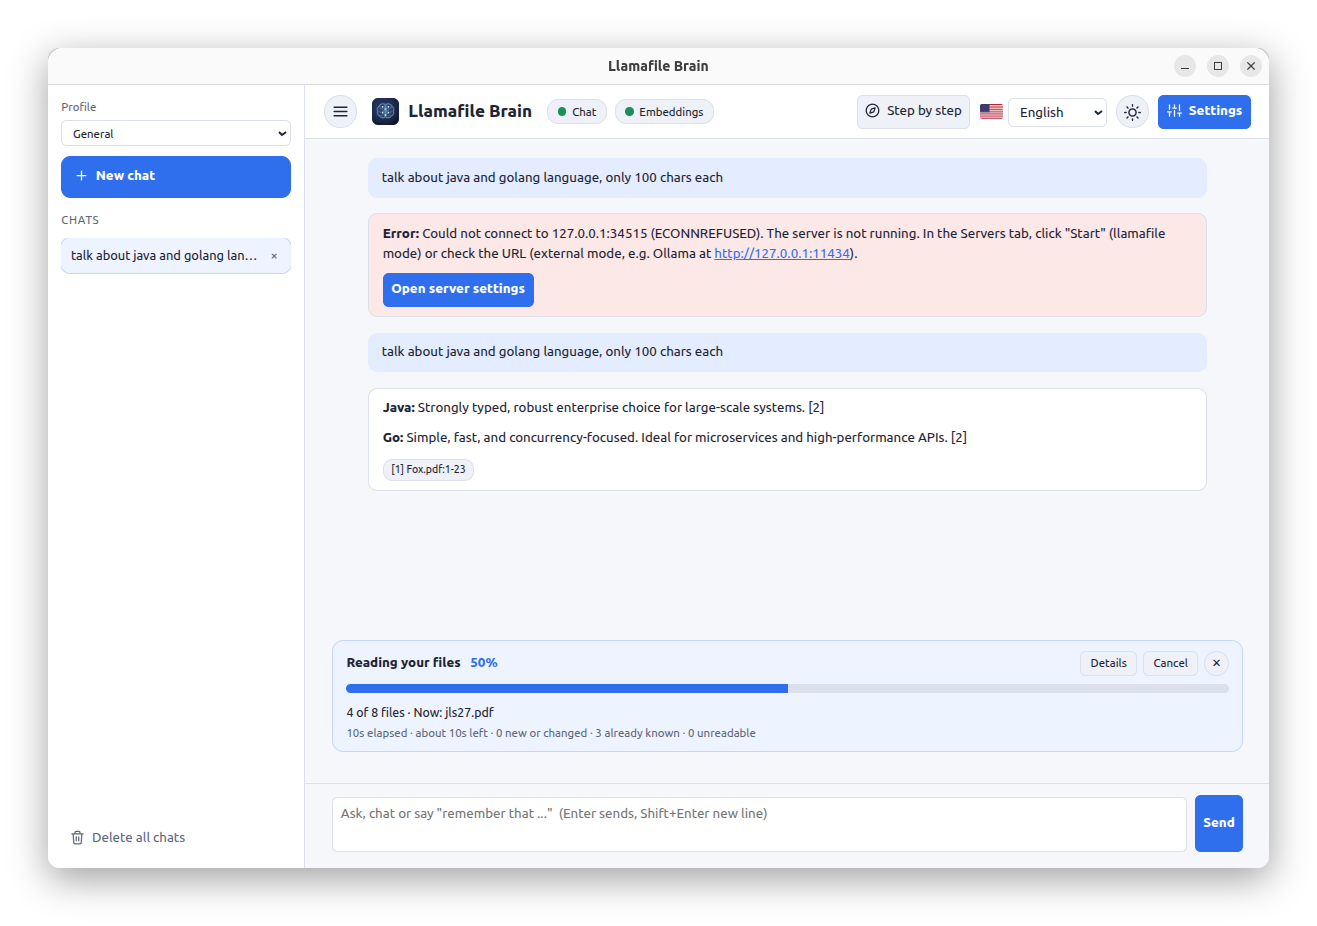 Llamafile Brain
Profile
General
New chat
CHATS
talk about java and golang lan... ×
Delete all chats
Llamafile Brain
Chat
Embeddings
Step by step
English
Settings
talk about java and golang language, only 100 chars each
Error: Could not connect to 127.0.0.1:34515 (ECONNREFUSED). The server is not running. In the Servers tab, click "Start" (llamafile
mode) or check the URL (external mode, e.g. Ollama at http://127.0.0.1:11434).
Open server settings
talk about java and golang language, only 100 chars each
Java: Strongly typed, robust enterprise choice for large-scale systems. [2]
Go: Simple, fast, and concurrency-focused. Ideal for microservices and high-performance APIs. [2]
[1] Fox.pdf:1-23
Reading your files 50%
Details
Cancel
×
4 of 8 files · Now: jls27.pdf
10s elapsed · about 10s left · 0 new or changed · 3 already known · 0 unreadable
Ask, chat or say "remember that ..." (Enter sends, Shift+Enter new line)
Send